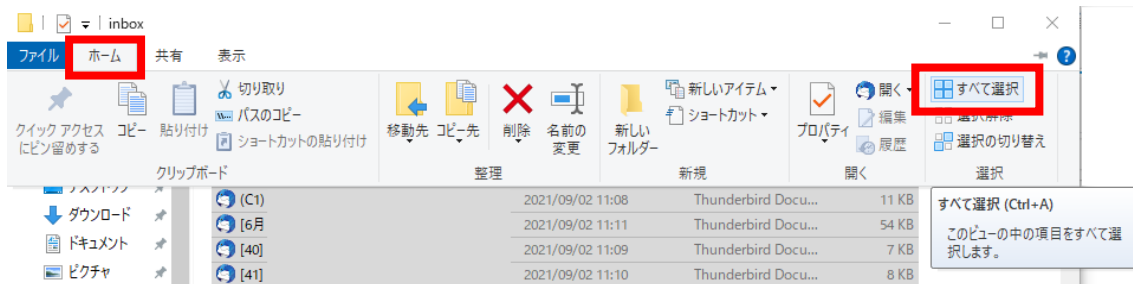 inbox
ファイル ホーム 共有 表示
クイック アクセス
にピン留めする
コピー
貼り付け
切り取り
パスのコピー
ショートカットの貼り付け
クリップボード
移動先 コピー先
削除
名前の
変更
整理
新しい
フォルダー
新しいアイテム
ショートカット
新規
プロパティ
開く
編集
履歴
開く
すべて選択
選択解除
選択の切り替え
選択
デスクトップ
ダウンロード
ドキュメント
ピクチャ
(C1) 2021/09/02 11:08 Thunderbird Docu... 11 KB
[6月 2021/09/02 11:11 Thunderbird Docu... 54 KB
[40] 2021/09/02 11:09 Thunderbird Docu... 7 KB
[41] 2021/09/02 11:10 Thunderbird Docu... 8 KB
すべて選択 (Ctrl+A)
このビューの中の項目をすべて選
択します。